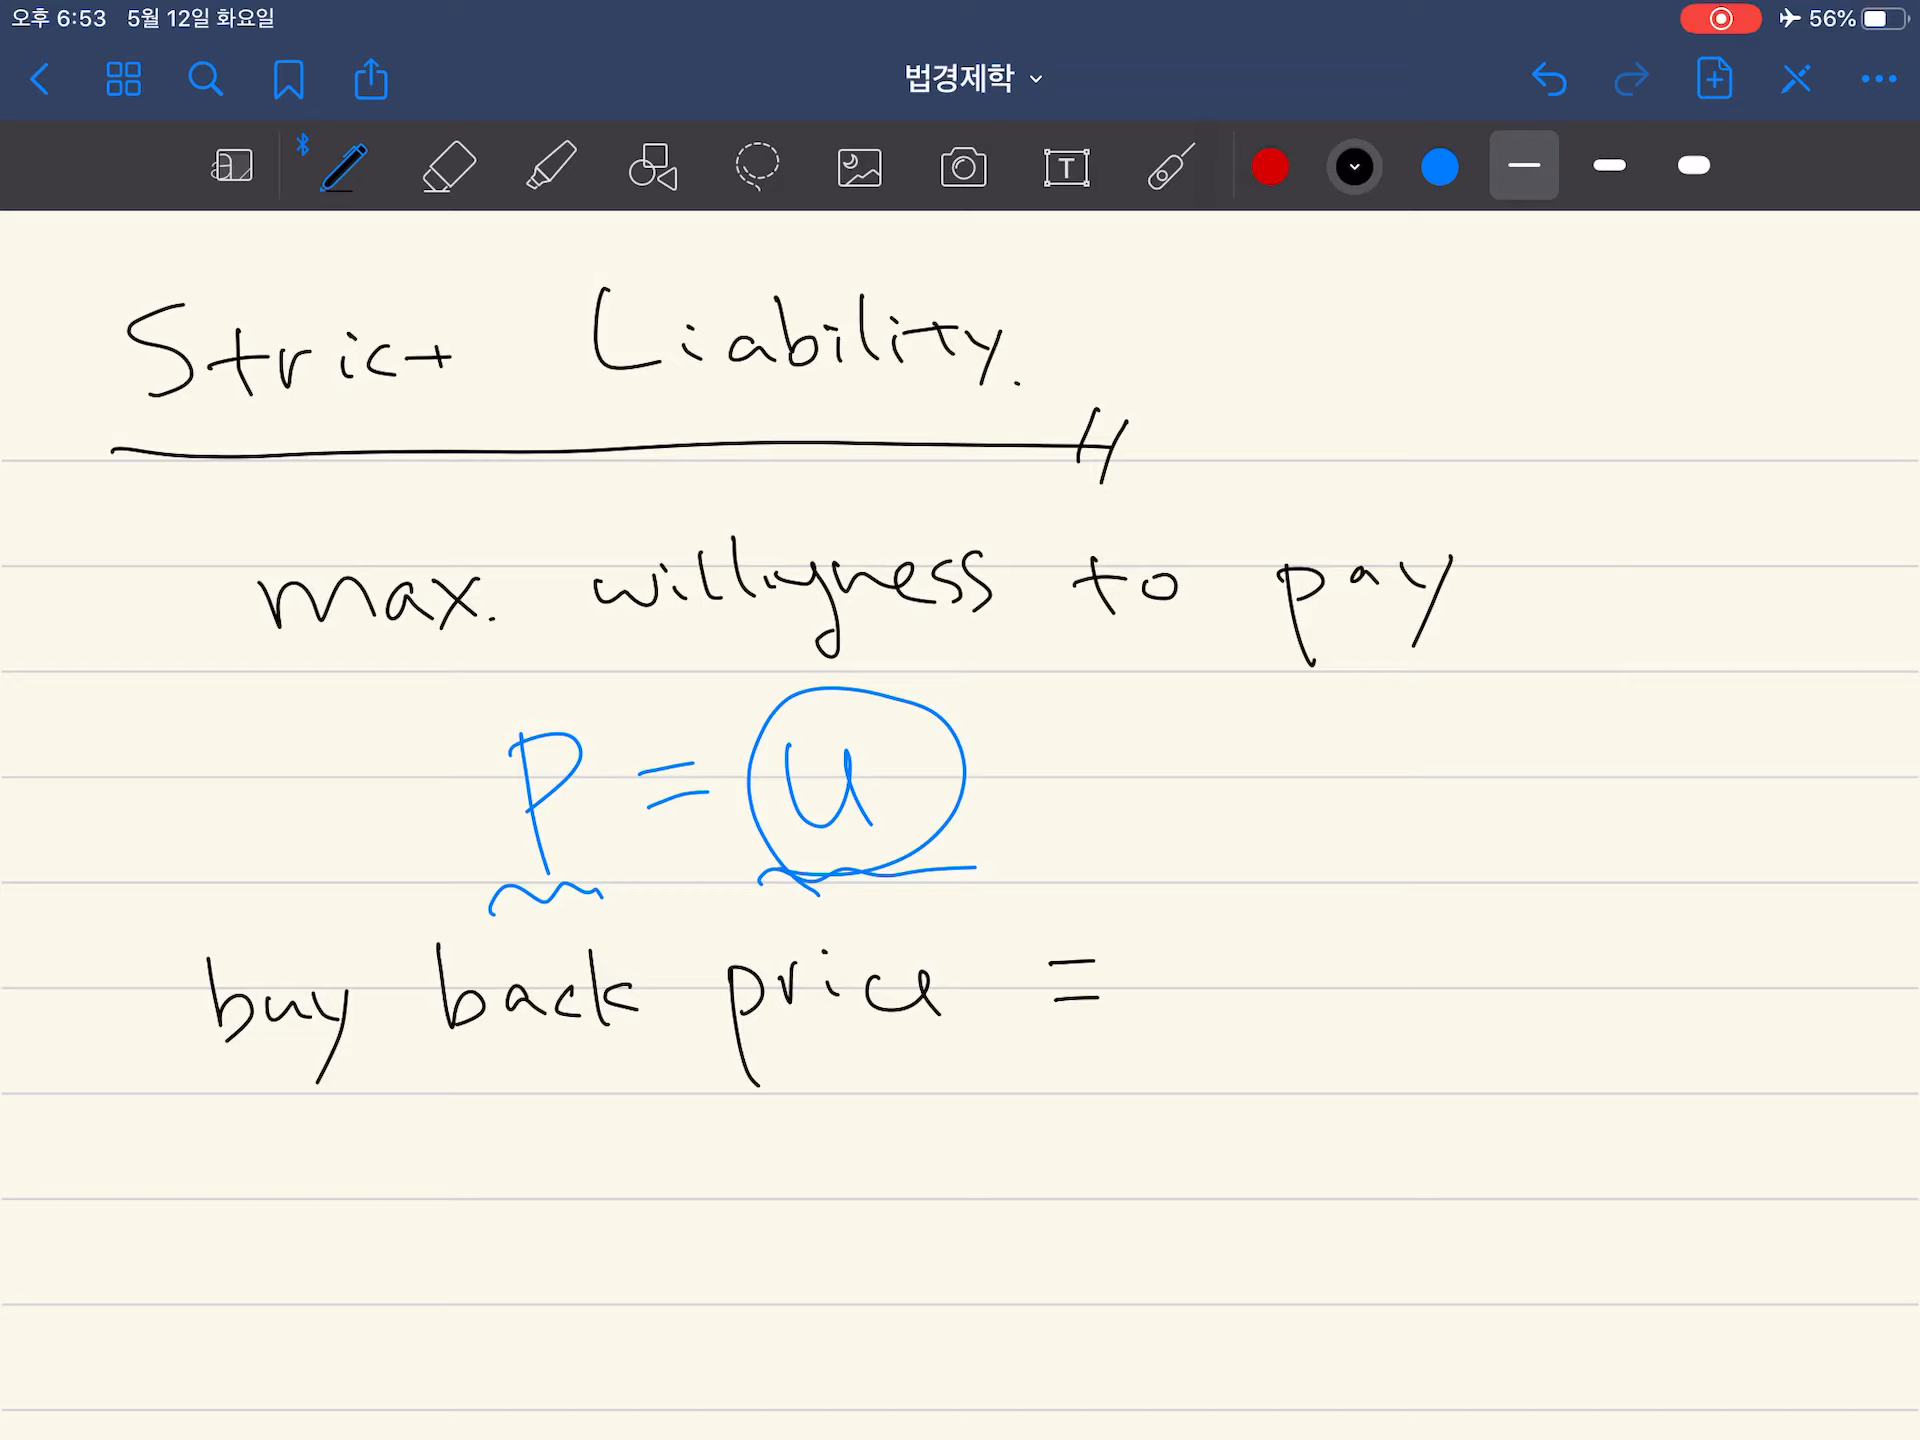 오후 6:53 5월 12일 화요일 56%
법경제학
T
Strict Liability.
max. willingness to pay
P = u
buy back price =